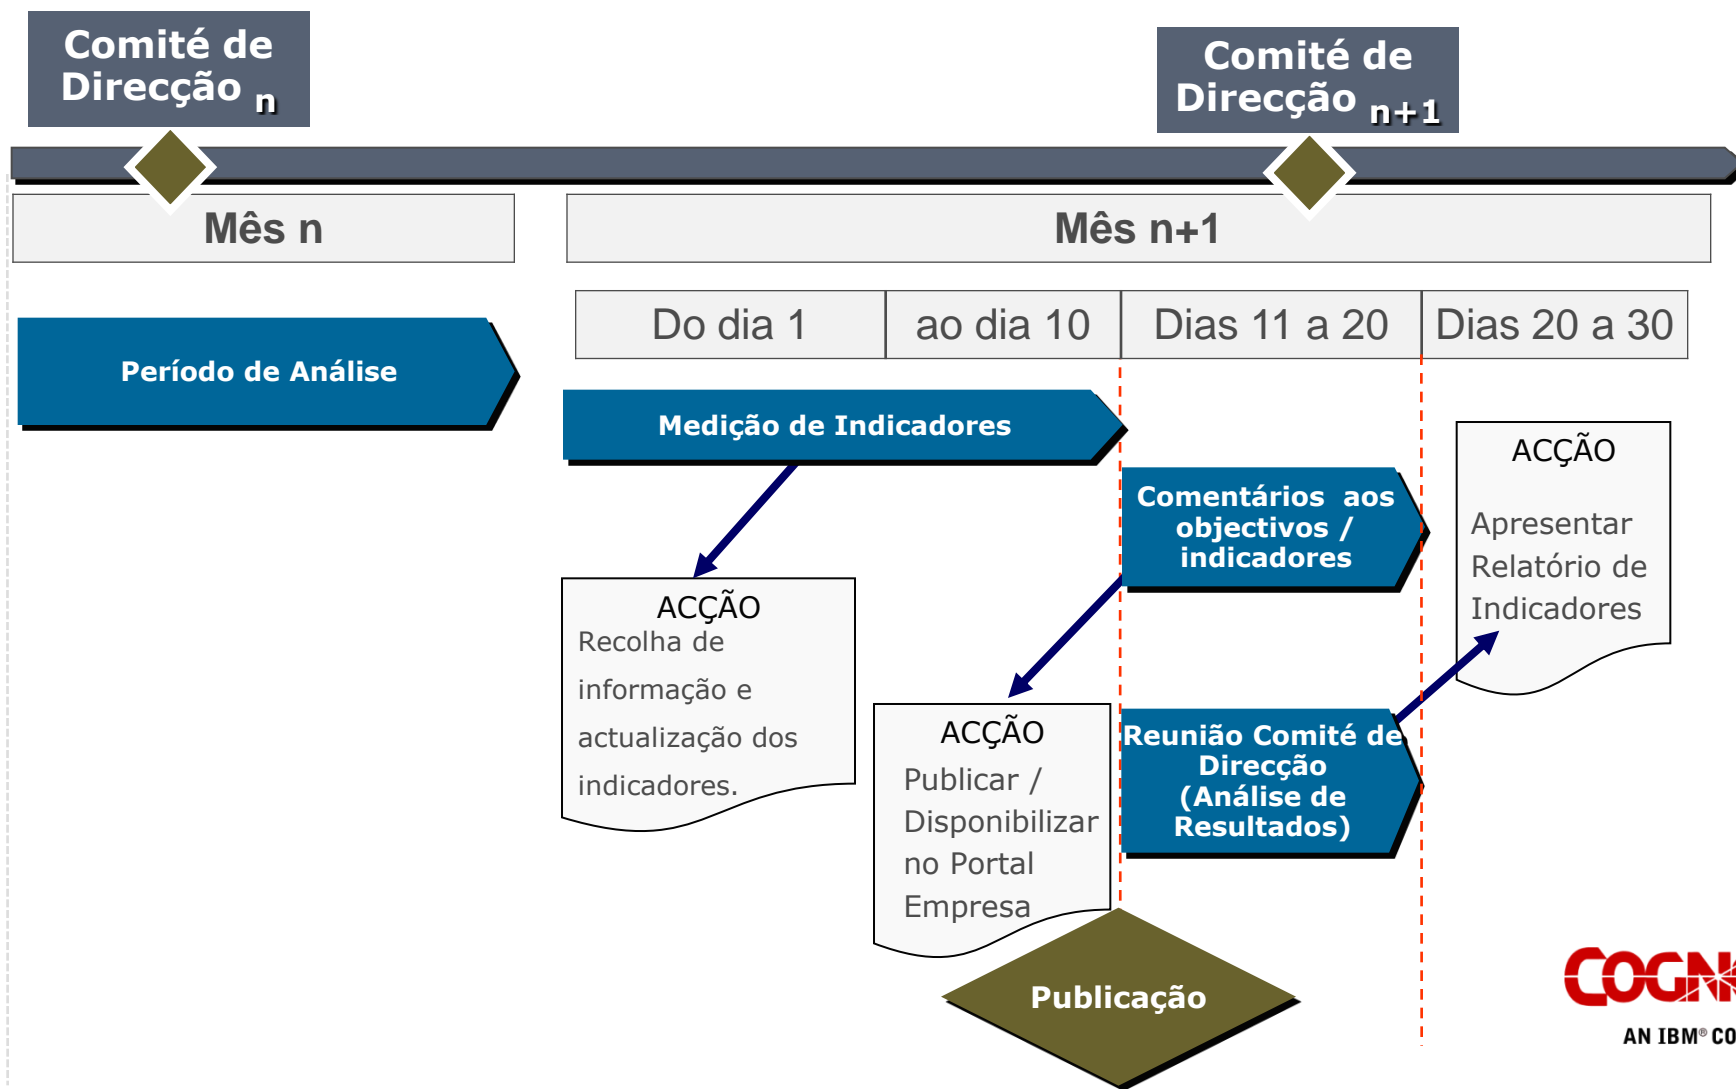 Comité de
Direcção n
Comité de
Direcção n+1
Mês n
Mês n+1
Do dia 1
ao dia 10
Dias 11 a 20
Dias 20 a 30
Período de Análise
Medição de Indicadores
Comentários aos
objectivos /
indicadores
ACÇÃO
Apresentar
Relatório de
Indicadores
ACÇÃO
Recolha de
informação e
actualização dos
indicadores.
ACÇÃO
Publicar /
Disponibilizar
no Portal
Empresa
Reunião Comité de
Direcção
(Análise de
Resultados)
Publicação
AN IBM®